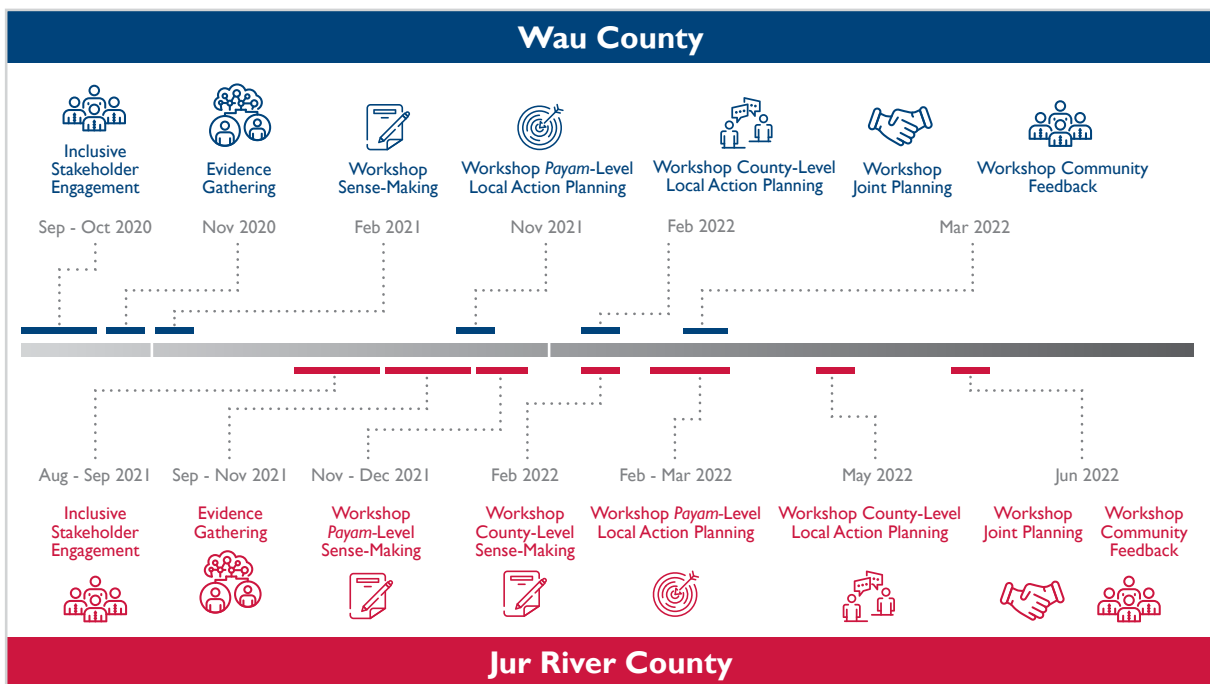 Wau County
Inclusive
Stakeholder
Engagement
Evidence
Gathering
Workshop
Sense-Making
Workshop Payam-Level
Local Action Planning
Workshop County-Level
Local Action Planning
Workshop
Joint Planning
Workshop Community
Feedback
Sep - Oct 2020
Nov 2020
Feb 2021
Nov 2021
Feb 2022
Mar 2022
Aug - Sep 2021
Sep - Nov 2021
Nov - Dec 2021
Feb 2022
Feb - Mar 2022
May 2022
Jun 2022
Inclusive
Stakeholder
Engagement
Evidence
Gathering
Workshop
Payam-Level
Sense-Making
Workshop
County-Level
Sense-Making
Workshop Payam-Level
Local Action Planning
Workshop County-Level
Local Action Planning
Workshop
Joint Planning
Workshop
Community
Feedback
Jur River County